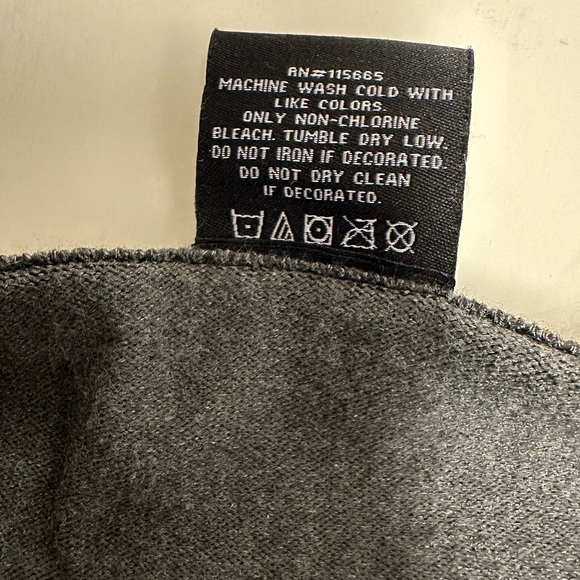 RN#115665
MACHINE WASH COLD WITH
LIKE COLORS.
ONLY NON-CHLORINE
BLEACH. TUMBLE DRY LOW.
DO NOT IRON IF DECORATED.
DO NOT DRY CLEAN
IF DECORATED.